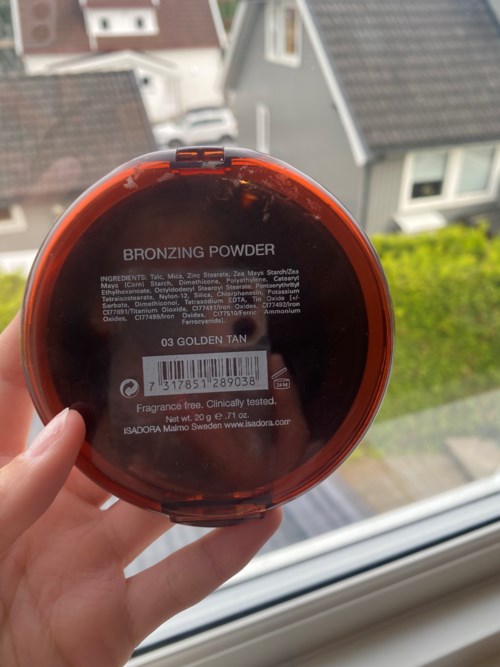 BRONZING POWDER
INGREDIENTS: Talc, Mica, Zinc Stearate, Zea Mays Starch/Zea
Mays (Corn) Starch, Dimethicone, Polyethylene, Cetearyl
Ethylhexanoate, Octyldodecyl Stearoyl Stearate, Pentaerythrityl
Tetraisostearate, Nylon-12, Silica, Chlorphenesin, Potassium
Sorbate, Dimethiconol, Tetrasodium EDTA, Tin Oxide [+/-
CI77891/Titanium Dioxide, CI77491/Iron Oxides, CI77492/Iron
Oxides, CI77499/Iron Oxides, CI77510/Ferric Ammonium
Ferrocyanide].
03 GOLDEN TAN
7 317851 289038
24 M
Fragrance free. Clinically tested.
Net wt. 20 g e .71 oz.
ISADORA Malmo Sweden www.isadora.com